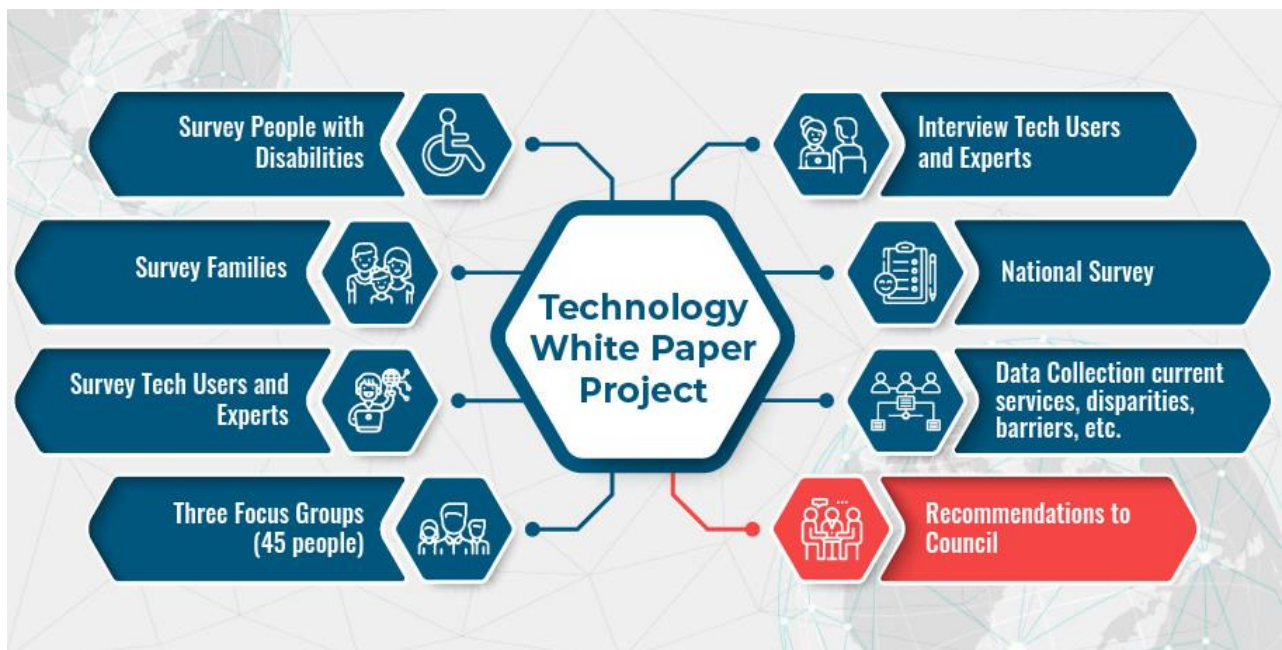 Survey People with
Disabilities
Survey Families
Survey Tech Users and
Experts
Three Focus Groups
(45 people)
Technology
White Paper
Project
Interview Tech Users
and Experts
National Survey
Data Collection current
services, disparities,
barriers, etc.
Recommendations to
Council